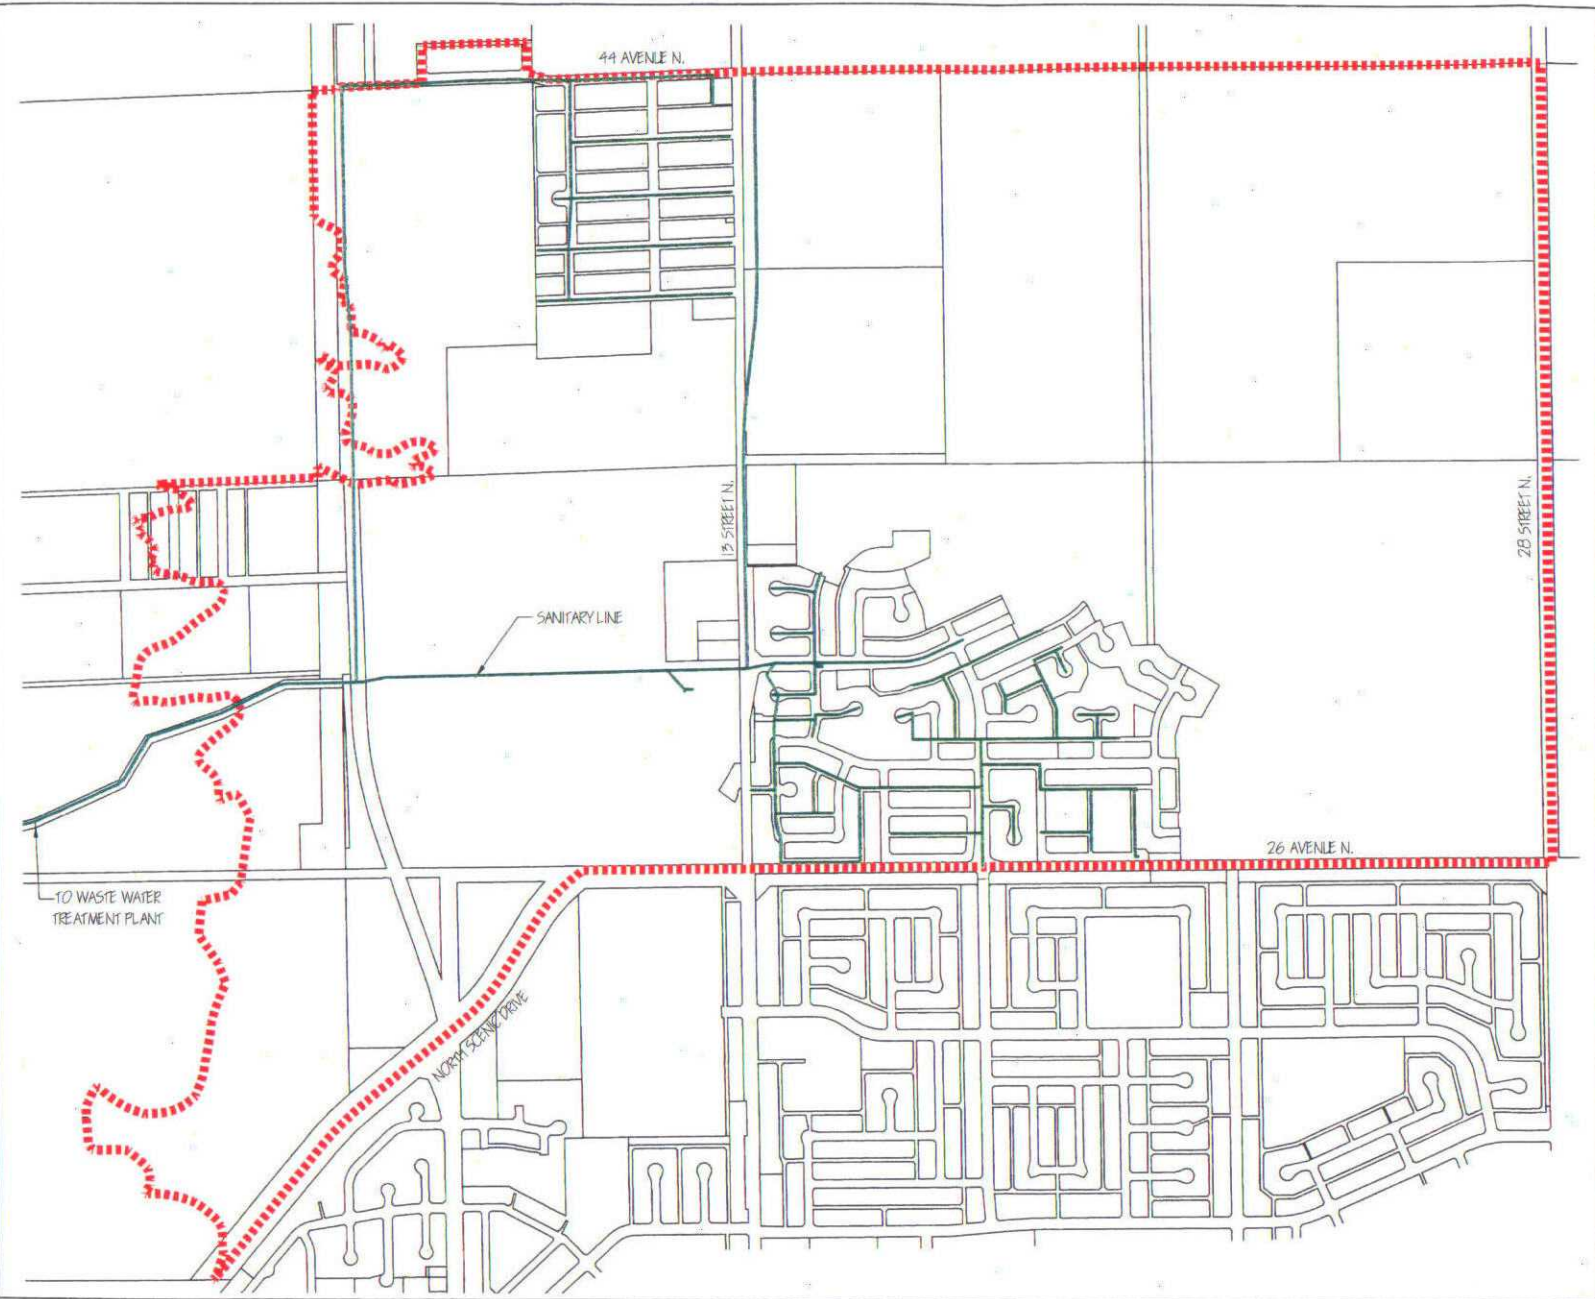 44 AVENUE N.
13 STREET N.
28 STREET N.
SANITARY LINE
26 AVENUE N.
TO WASTE WATER
TREATMENT PLANT
NORTH SCENIC DRIVE